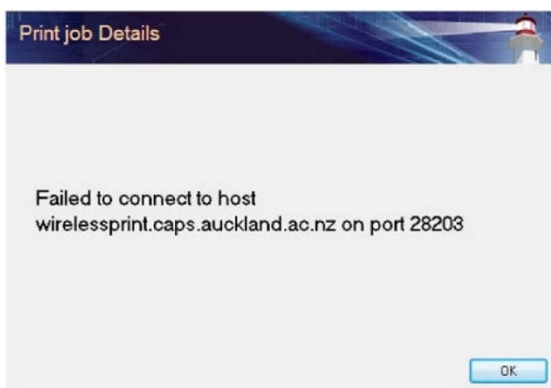 Print job Details
Failed to connect to host
wirelessprint.caps.auckland.ac.nz on port 28203
OK